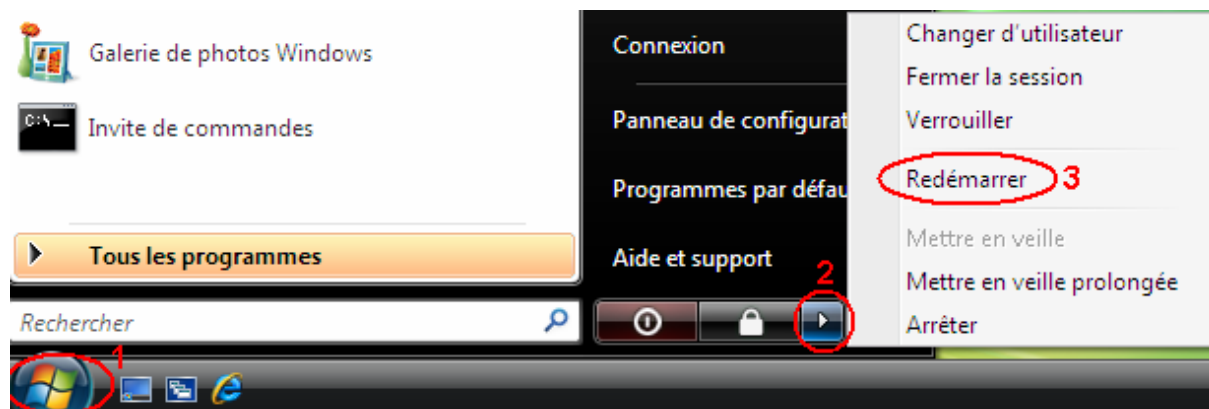 Galerie de photos Windows
C:\
Invite de commandes
Tous les programmes
Rechercher
Connexion
Panneau de configurat
Programmes par défau
Aide et support
Changer d'utilisateur
Fermer la session
Verrouiller
Redémarrer 3
Mettre en veille
Mettre en veille prolongée
Arrêter
2
1